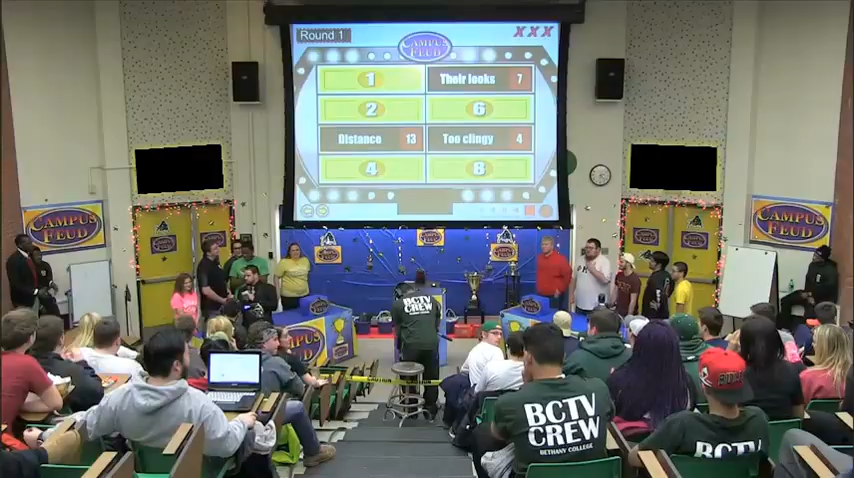 Round 1
CAMPUS
FEUD
X X X
1
Their looks 7
2
6
Distance 13
Too clingy 4
4
8
CAMPUS
FEUD
CAMPUS
FEUD
BCTV
CREW
BCTV
CREW
BETHANY COLLEGE
BCTV